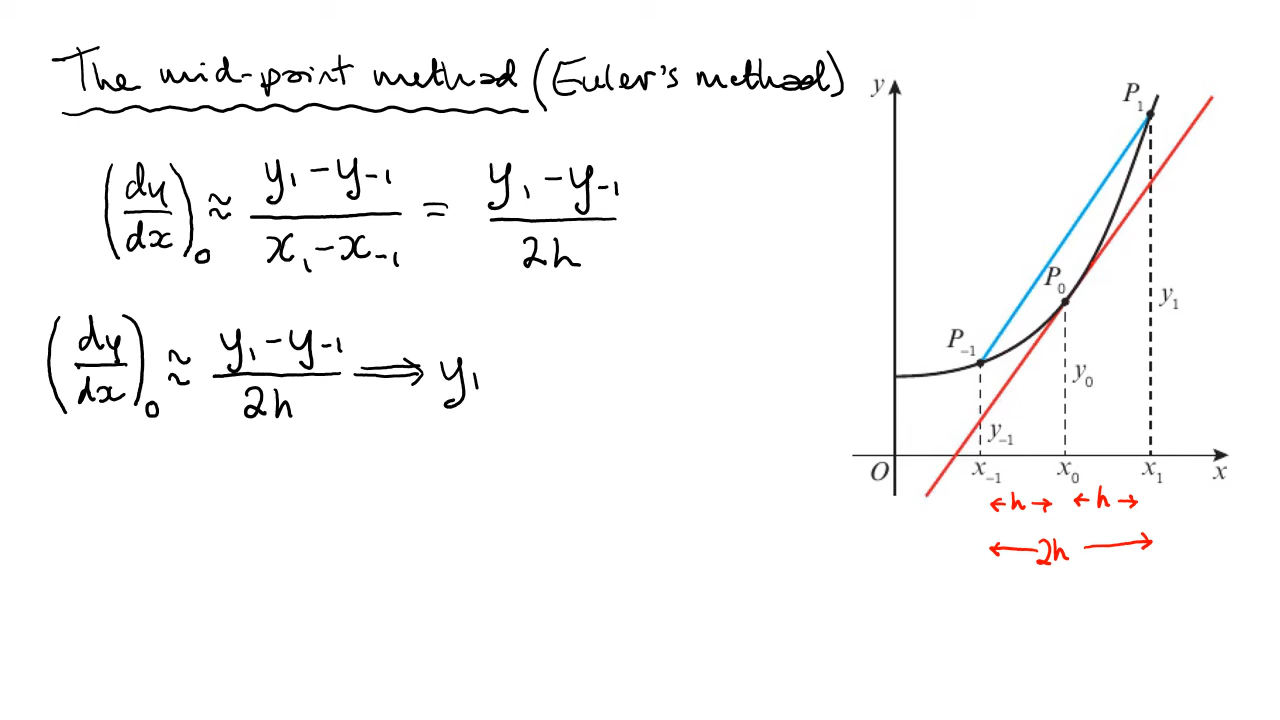 The mid-point method (Euler's method)
(dy/dx)₀ ≈ y₁ - y₋₁ / x₁ - x₋₁ = y₁ - y₋₁ / 2h
(dy/dx)₀ ≈ y₁ - y₋₁ / 2h ⟹ y₁
y
P₁
P₀
y₁
P₋₁
y₀
y₋₁
O x₋₁ x₀ x₁ x
←h→ ←h→
← 2h →